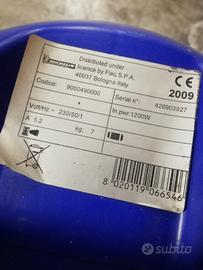 MICHELIN
Distributed under
licence by Fiac S.P.A.
40037 Bologna-Italy
CE
2009
Codice: 9000490000
Serial n°: 420903927
Volt/Hz~ 230/50/1
In.pwr.:1200W
A 5.2
kg: 7
8 020119 066546
subito